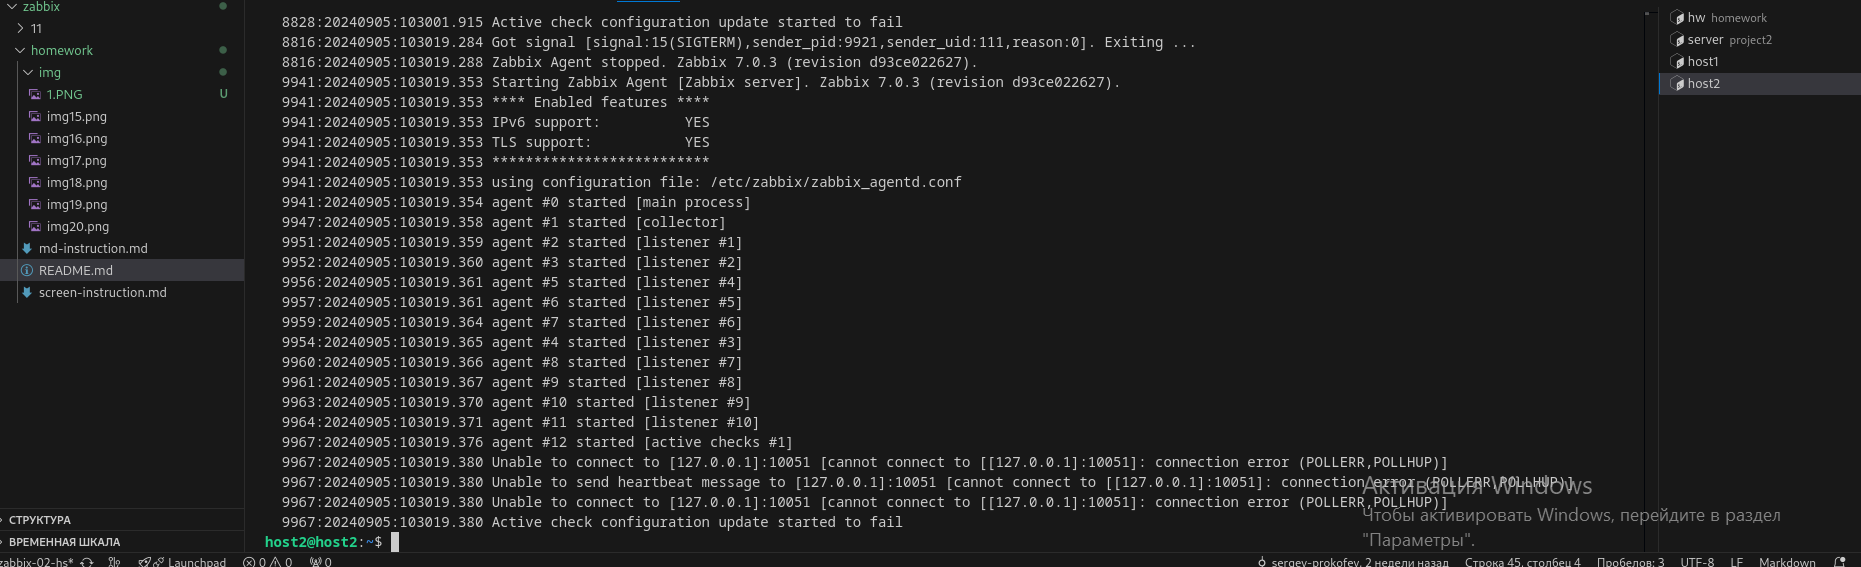 zabbix
11
homework
img
1.PNG U
img15.png
img16.png
img17.png
img18.png
img19.png
img20.png
md-instruction.md
README.md
screen-instruction.md
СТРУКТУРА
ВРЕМЕННАЯ ШКАЛА
8828:20240905:103001.915 Active check configuration update started to fail
8816:20240905:103019.284 Got signal [signal:15(SIGTERM),sender_pid:9921,sender_uid:111,reason:0]. Exiting ...
8816:20240905:103019.288 Zabbix Agent stopped. Zabbix 7.0.3 (revision d93ce022627).
9941:20240905:103019.353 Starting Zabbix Agent [Zabbix server]. Zabbix 7.0.3 (revision d93ce022627).
9941:20240905:103019.353 **** Enabled features ****
9941:20240905:103019.353 IPv6 support:          YES
9941:20240905:103019.353 TLS support:           YES
9941:20240905:103019.353 **************************
9941:20240905:103019.353 using configuration file: /etc/zabbix/zabbix_agentd.conf
9941:20240905:103019.354 agent #0 started [main process]
9947:20240905:103019.358 agent #1 started [collector]
9951:20240905:103019.359 agent #2 started [listener #1]
9952:20240905:103019.360 agent #3 started [listener #2]
9956:20240905:103019.361 agent #5 started [listener #4]
9957:20240905:103019.361 agent #6 started [listener #5]
9959:20240905:103019.364 agent #7 started [listener #6]
9954:20240905:103019.365 agent #4 started [listener #3]
9960:20240905:103019.366 agent #8 started [listener #7]
9961:20240905:103019.367 agent #9 started [listener #8]
9963:20240905:103019.370 agent #10 started [listener #9]
9964:20240905:103019.371 agent #11 started [listener #10]
9967:20240905:103019.376 agent #12 started [active checks #1]
9967:20240905:103019.380 Unable to connect to [127.0.0.1]:10051 [cannot connect to [[127.0.0.1]:10051]: connection error (POLLERR,POLLHUP)]
9967:20240905:103019.380 Unable to send heartbeat message to [127.0.0.1]:10051 [cannot connect to [[127.0.0.1]:10051]: connection error (POLLERR,POLLHUP)]
9967:20240905:103019.380 Unable to connect to [127.0.0.1]:10051 [cannot connect to [[127.0.0.1]:10051]: connection error (POLLERR,POLLHUP)]
9967:20240905:103019.380 Active check configuration update started to fail
host2@host2:~$
hw homework
server project2
host1
host2
Активация Windows
Чтобы активировать Windows, перейдите в раздел
"Параметры".
zabbix-02-hs* Launchpad 0 0 0 sergey-prokofev, 2 недели назад Строка 45, столбец 4 Пробелов: 3 UTF-8 LF Markdown